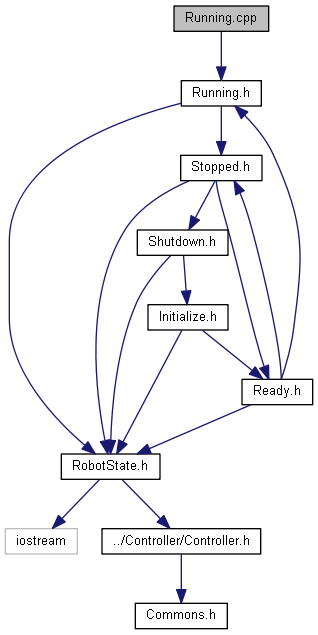 Running.cpp
Running.h
Stopped.h
Shutdown.h
Initialize.h
Ready.h
RobotState.h
iostream
../Controller/Controller.h
Commons.h